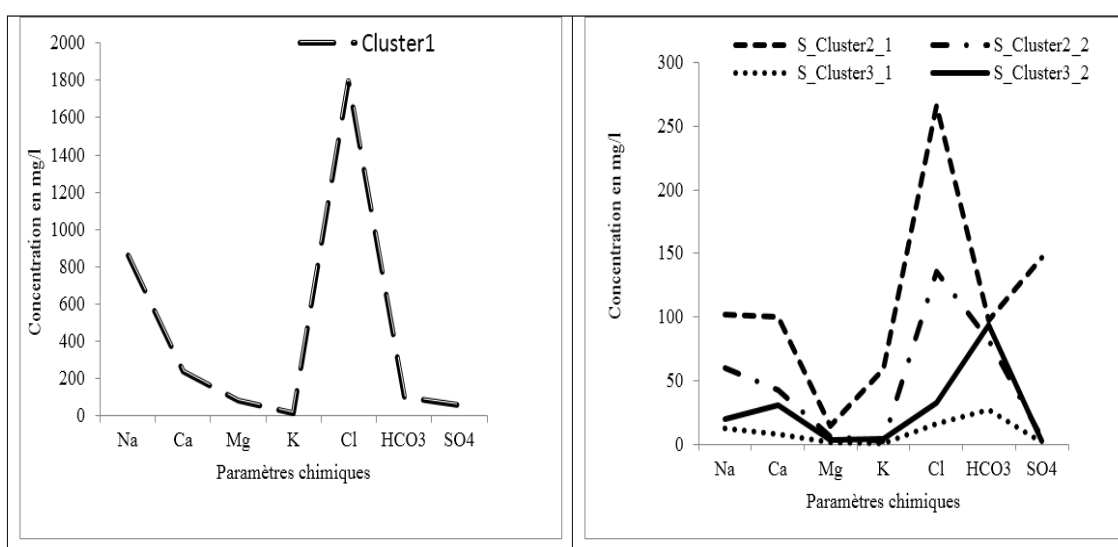 Cluster1
2000
1800
1600
1400
1200
1000
800
600
400
200
0
Concentration en mg/l
Na Ca Mg K Cl HCO3 SO4
Paramètres chimiques
S_Cluster2_1 S_Cluster2_2
S_Cluster3_1 S_Cluster3_2
300
250
200
150
100
50
0
Concentration en mg/l
Na Ca Mg K Cl HCO3 SO4
Paramètres chimiques